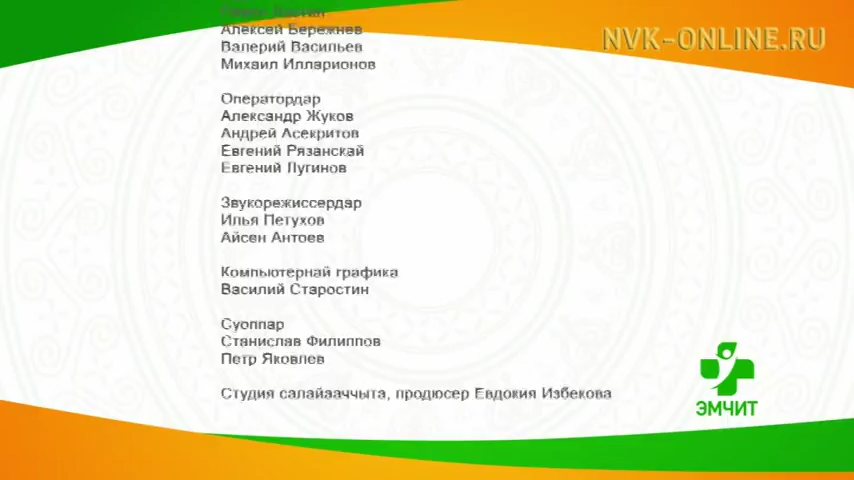 NVK-ONLINE.RU
Алексей Бережнев
Валерий Васильев
Михаил Илларионов
Оператордар
Александр Жуков
Андрей Асекритов
Евгений Рязанскай
Евгений Лугинов
Звукорежиссердар
Илья Петухов
Айсен Антоев
Компьютернай графика
Василий Старостин
Суоппар
Станислав Филиппов
Петр Яковлев
Студия салайааччыта, продюсер Евдокия Избекова
ЭМЧИТ